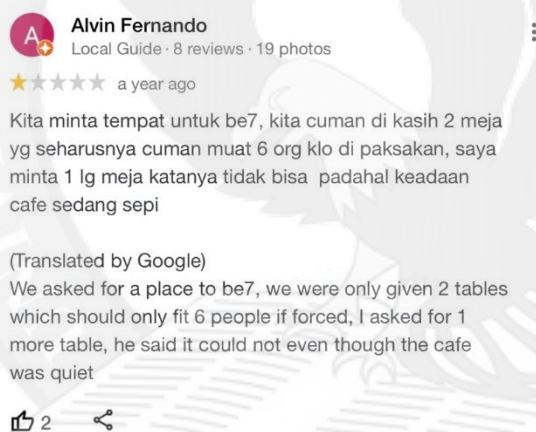 A
Alvin Fernando
Local Guide · 8 reviews · 19 photos
a year ago
Kita minta tempat untuk be7, kita cuman di kasih 2 meja
yg seharusnya cuman muat 6 org klo di paksakan, saya
minta 1 lg meja katanya tidak bisa  padahal keadaan
cafe sedang sepi
(Translated by Google)
We asked for a place to be7, we were only given 2 tables
which should only fit 6 people if forced, I asked for 1
more table, he said it could not even though the cafe
was quiet
2